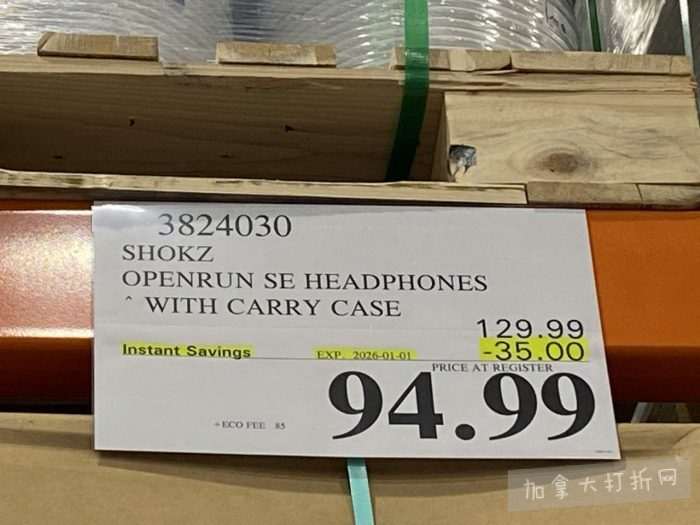 3824030
SHOKZ
OPENRUN SE HEADPHONES
^ WITH CARRY CASE
129.99
Instant Savings EXP. 2026-01-01 -35.00
PRICE AT REGISTER
94.99
+ECO FEE 85
加拿大打折网